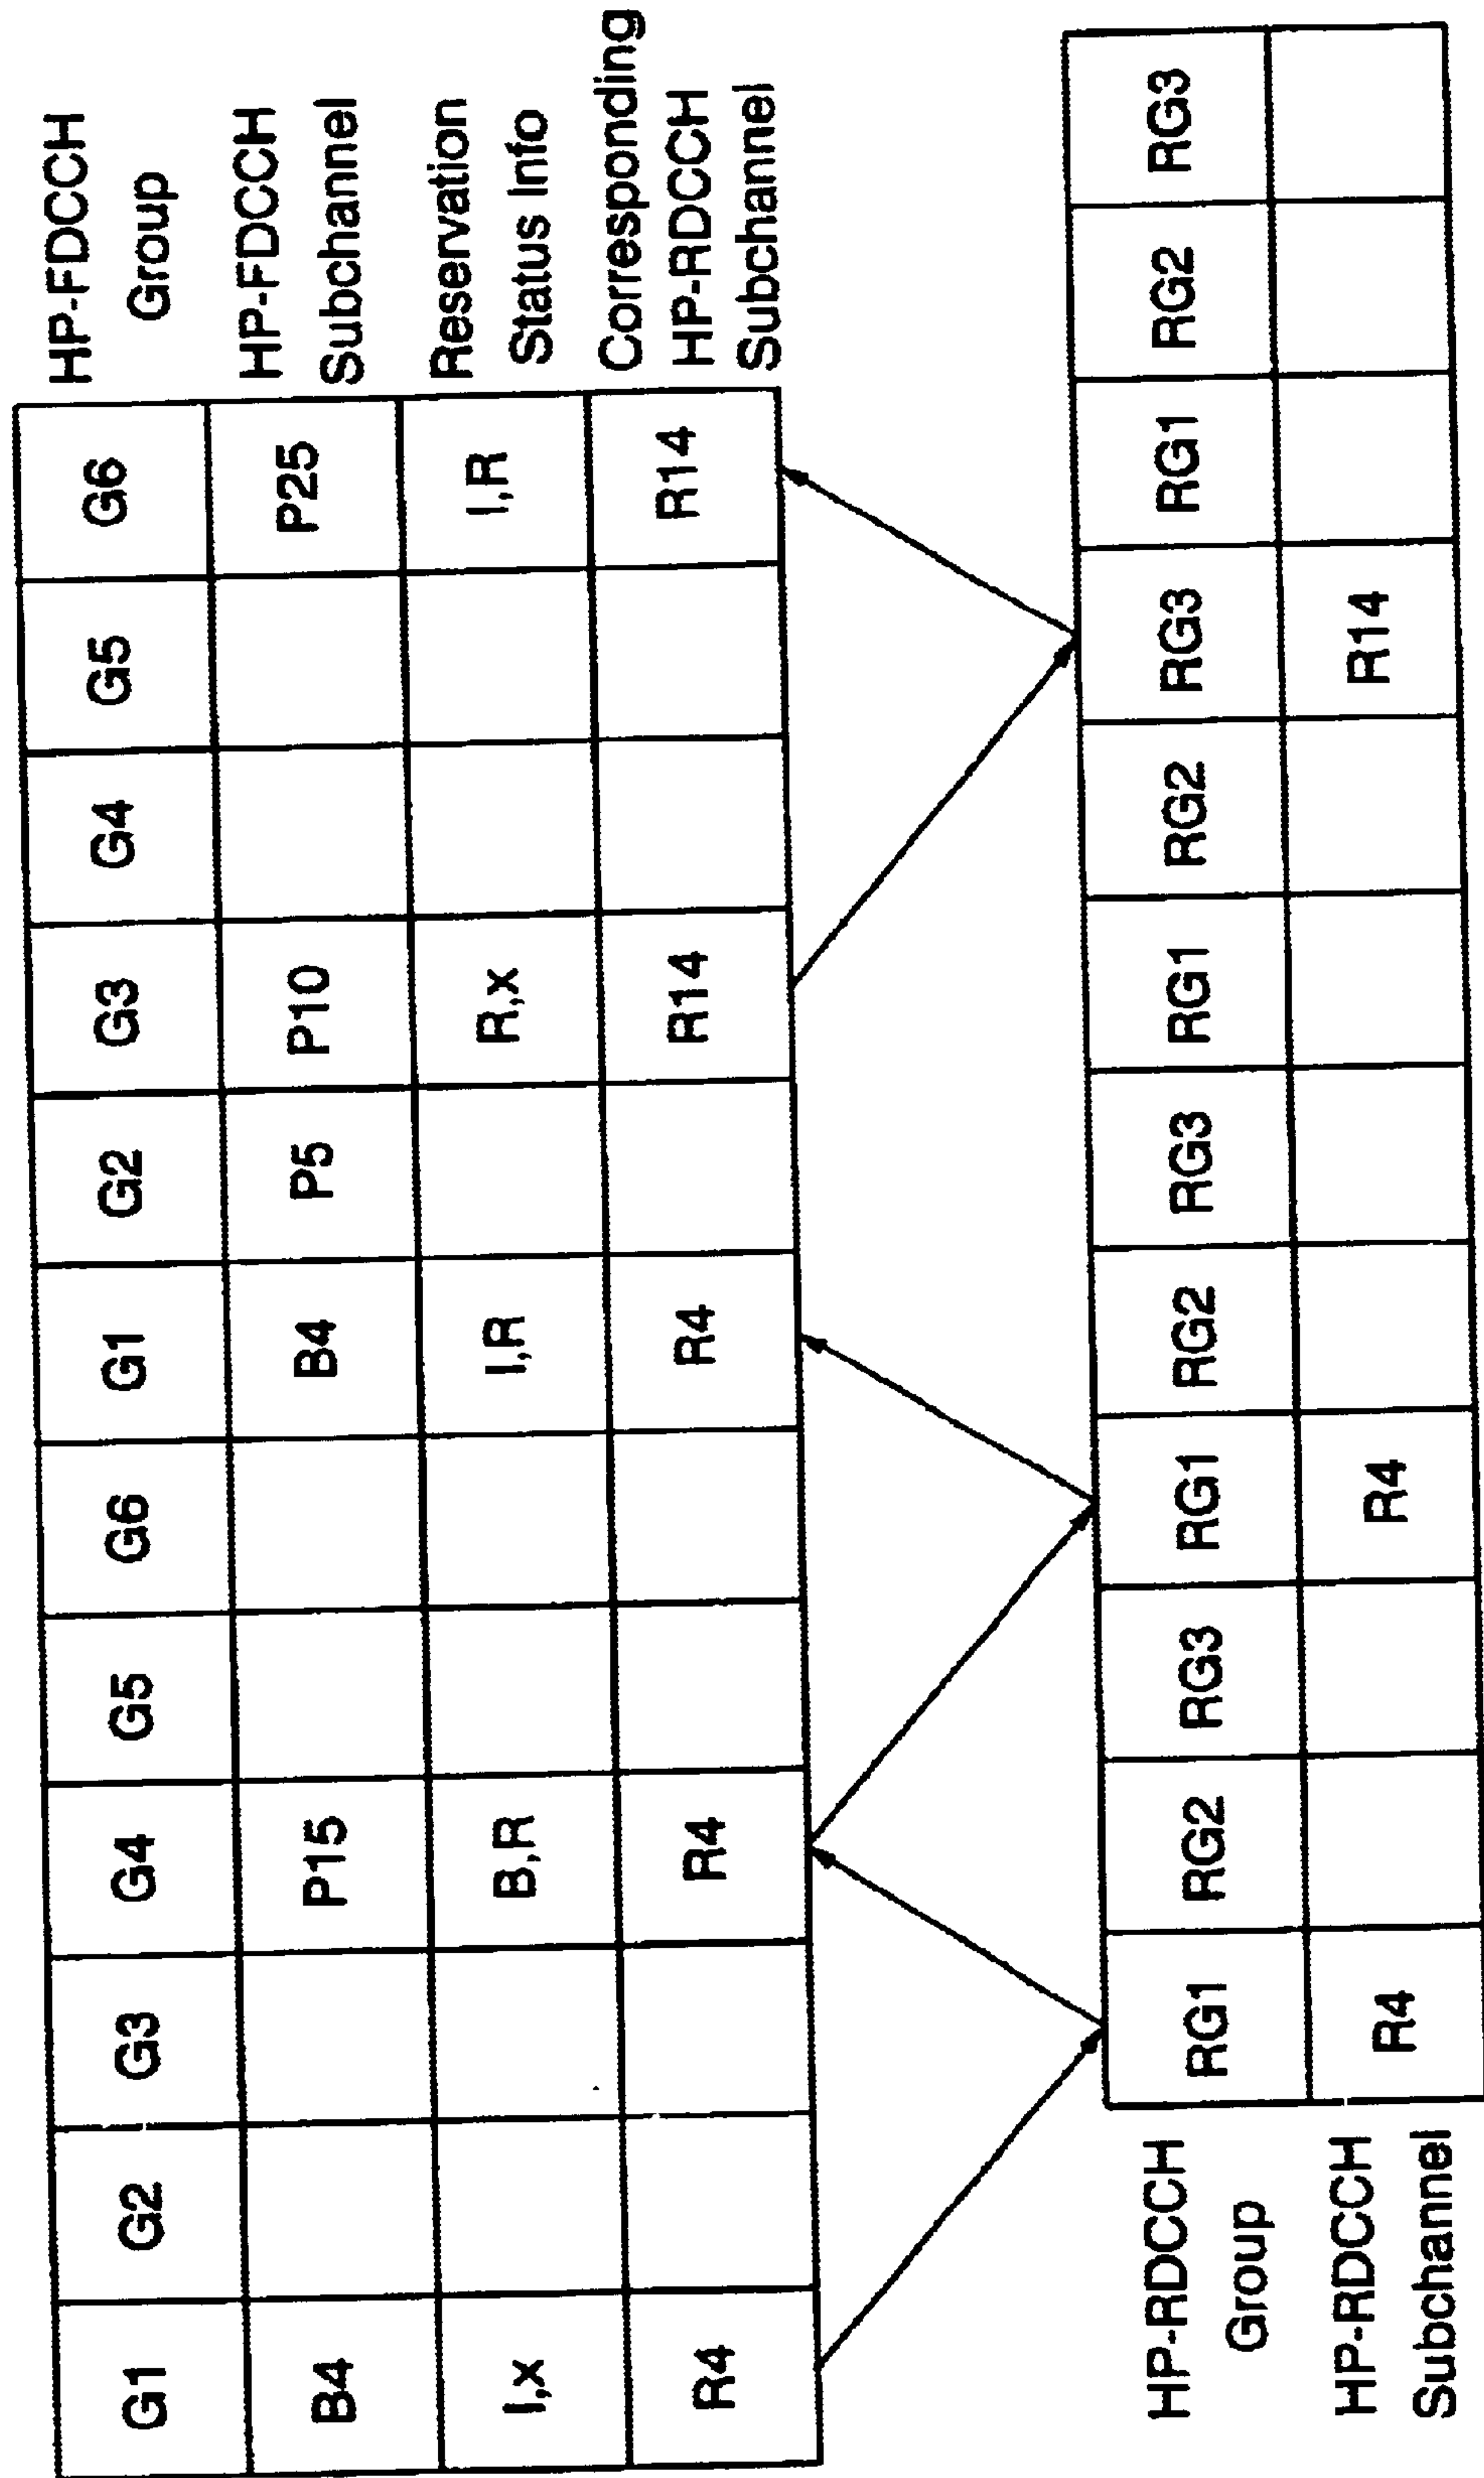 G1 G2 G3 G4 G5 G6 G1 G2 G3 G4 G5 G6 HP-FDCCH
Group
B4 P15 B4 P5 P10 P25 HP-FDCCH
Subchannel
I,x B,R I,R R,x I,R Reservation
Status Info
R4 R4 R4 R14 R14 Corresponding
HP-RDCCH
Subchannel
HP-RDCCH
Group
RG1 RG2 RG3 RG1 RG2 RG3 RG1 RG2 RG3 RG1 RG2 RG3
HP-RDCCH
Subchannel
R4 R4 R14